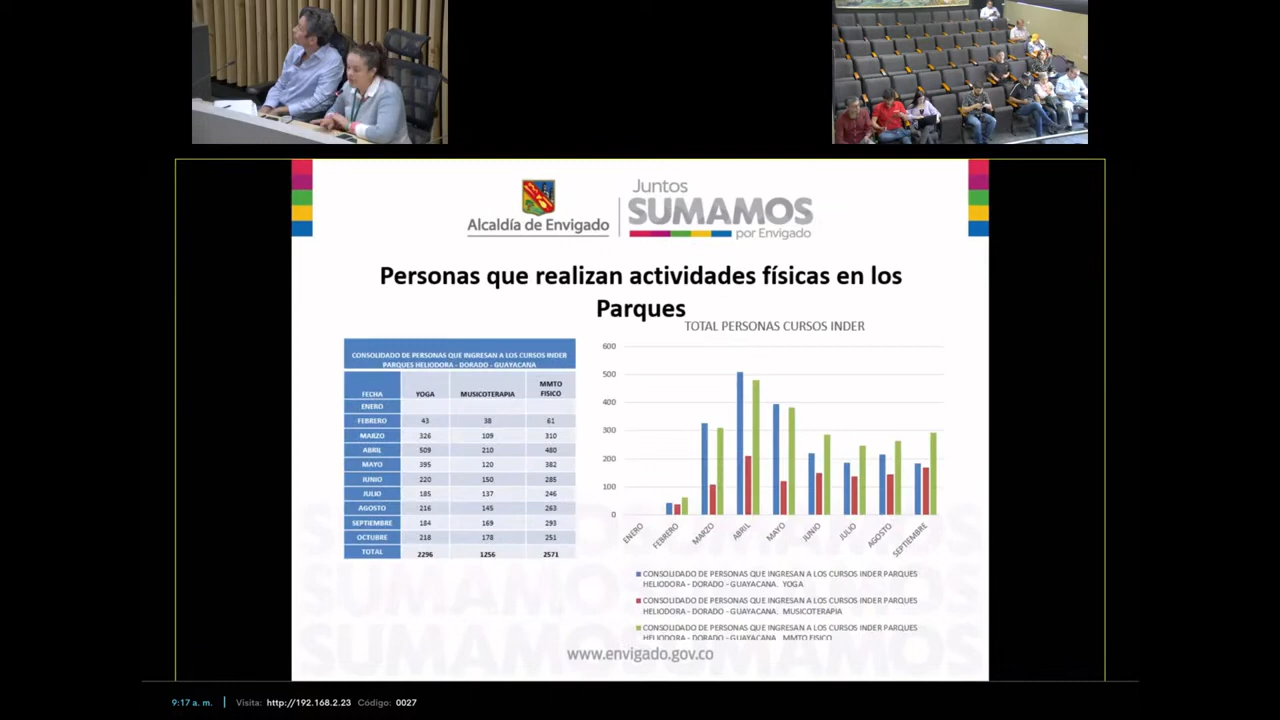 Alcaldía de Envigado
Juntos
SUMAMOS
por Envigado
Personas que realizan actividades físicas en los
Parques
CONSOLIDADO DE PERSONAS QUE INGRESAN A LOS CURSOS INDER
PARQUES HELIODORA - DORADO - GUAYACANA
FECHA YOGA MUSICOTERAPIA MMTO FISICO
ENERO
FEBRERO 43 38 61
MARZO 326 109 310
ABRIL 509 210 480
MAYO 395 120 382
JUNIO 220 150 285
JULIO 185 137 246
AGOSTO 216 145 263
SEPTIEMBRE 184 169 293
OCTUBRE 218 178 251
TOTAL 2296 1256 2571
TOTAL PERSONAS CURSOS INDER
600
500
400
300
200
100
0
ENERO FEBRERO MARZO ABRIL MAYO JUNIO JULIO AGOSTO SEPTIEMBRE
CONSOLIDADO DE PERSONAS QUE INGRESAN A LOS CURSOS INDER PARQUES
HELIODORA - DORADO - GUAYACANA. YOGA
CONSOLIDADO DE PERSONAS QUE INGRESAN A LOS CURSOS INDER PARQUES
HELIODORA - DORADO - GUAYACANA. MUSICOTERAPIA
CONSOLIDADO DE PERSONAS QUE INGRESAN A LOS CURSOS INDER PARQUES
HELIODORA - DORADO - GUAYACANA. MMTO FISICO
SUMAMOS
SUMAMOS
SUMAMOS
www.envigado.gov.co
9:17 a. m. | Visita: http://192.168.2.23 Código: 0027